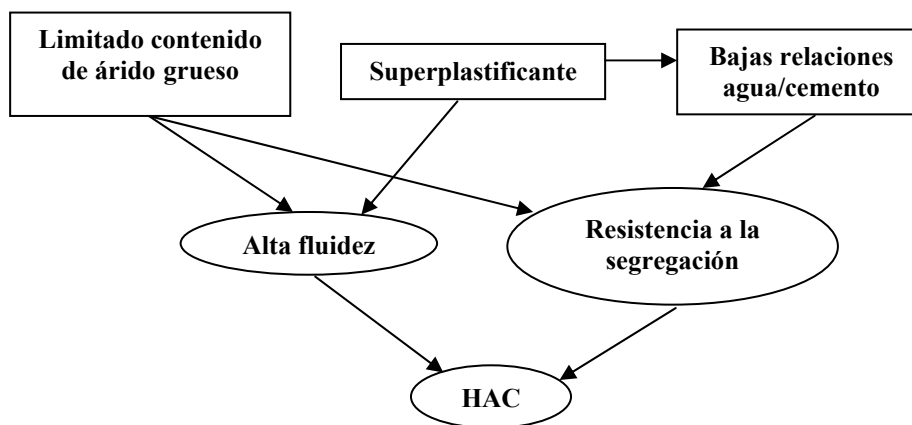 Limitado contenido
de árido grueso
Superplastificante
Bajas relaciones
agua/cemento
Alta fluidez
Resistencia a la
segregación
HAC